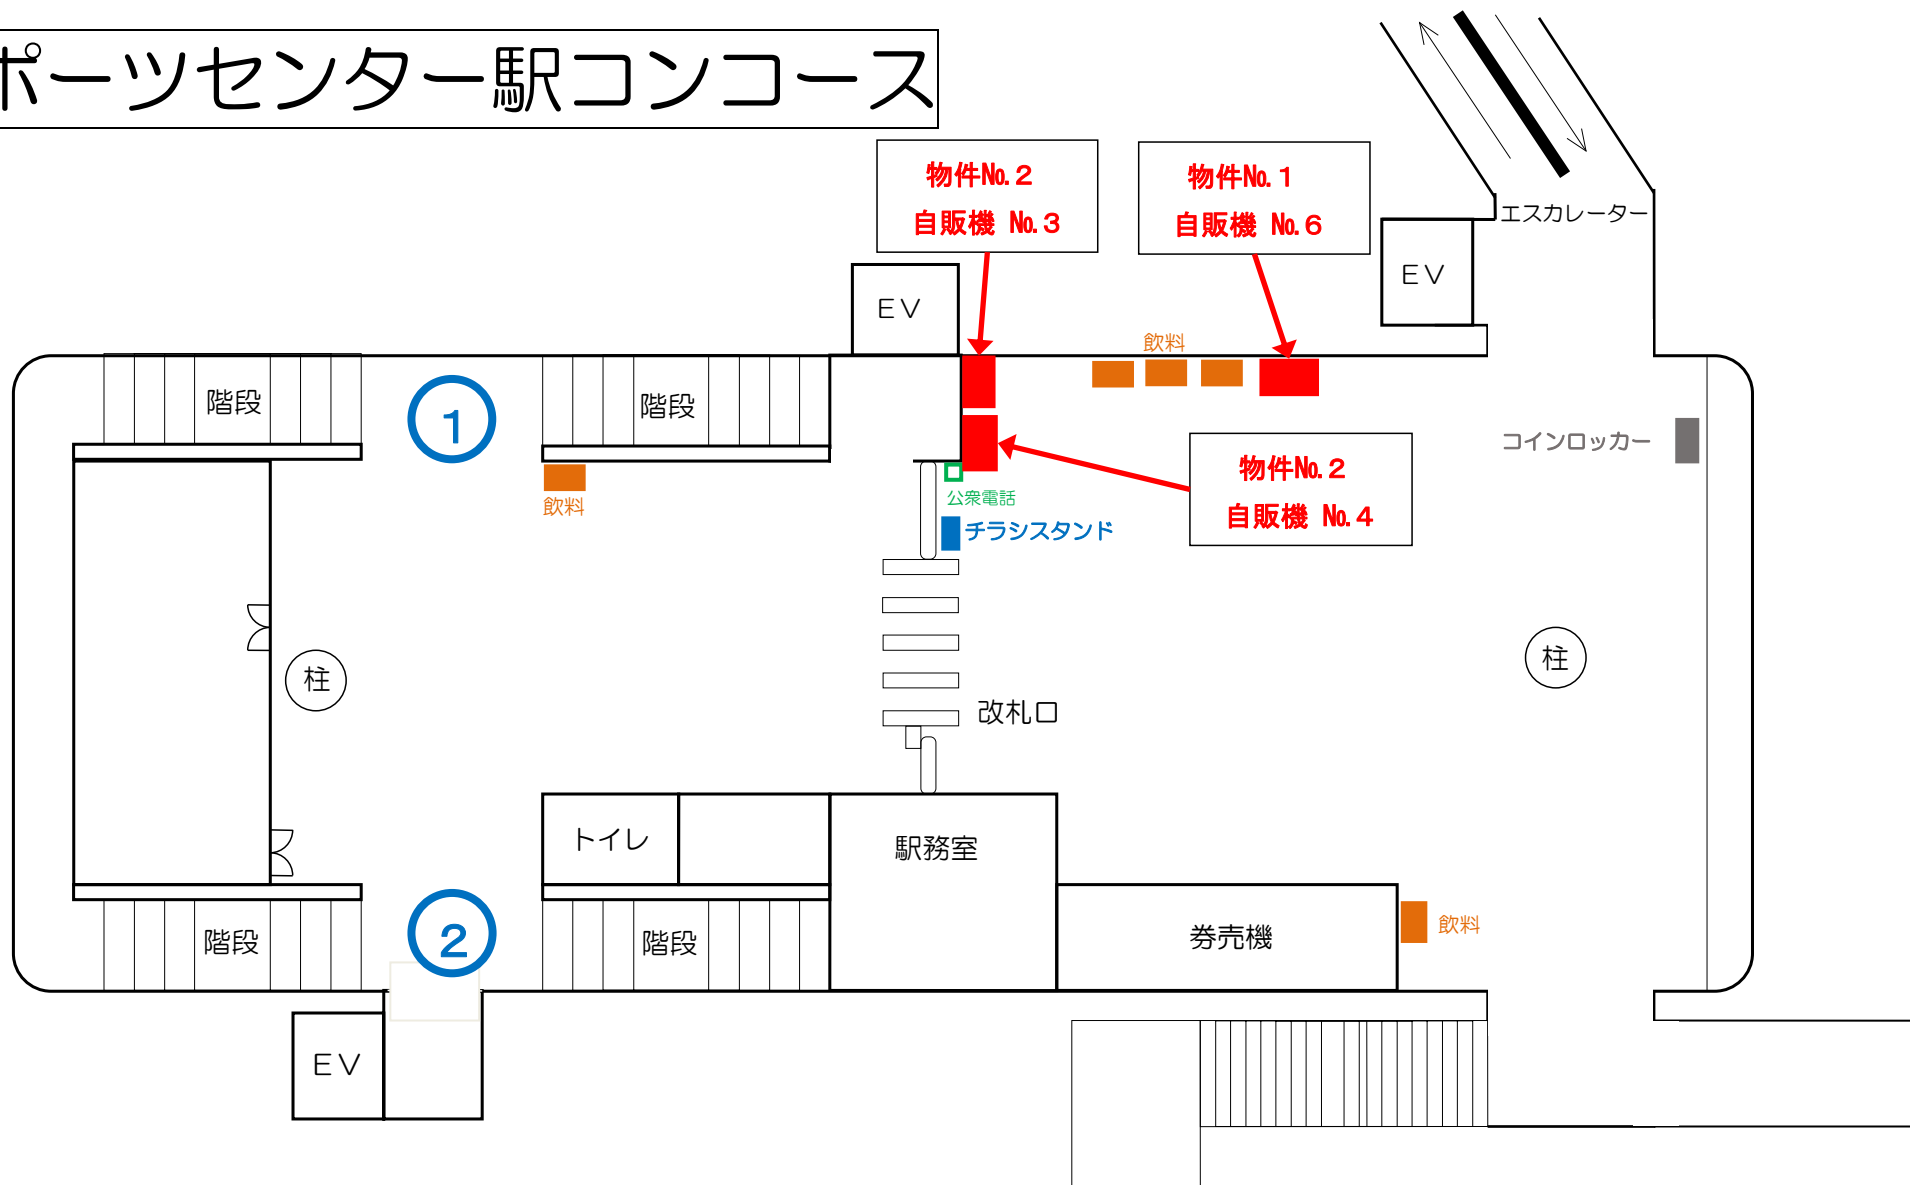 ポーツセンター駅コンコース
物件№.2
自販機 №.3
物件№.1
自販機 №.6
エスカレーター
EV
EV
飲料
階段
1
階段
コインロッカー
物件№.2
自販機 №.4
飲料
公衆電話
チラシスタンド
柱
柱
改札口
トイレ
駅務室
階段
2
階段
券売機
飲料
EV